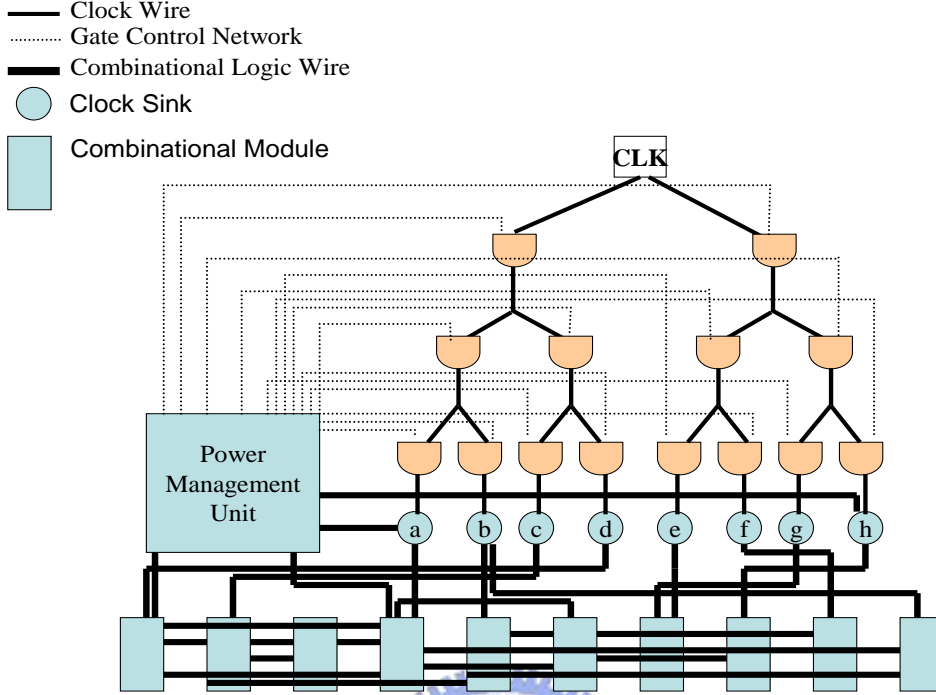 Clock Wire
Gate Control Network
Combinational Logic Wire
Clock Sink
Combinational Module
CLK
Power
Management
Unit
a b c d e f g h